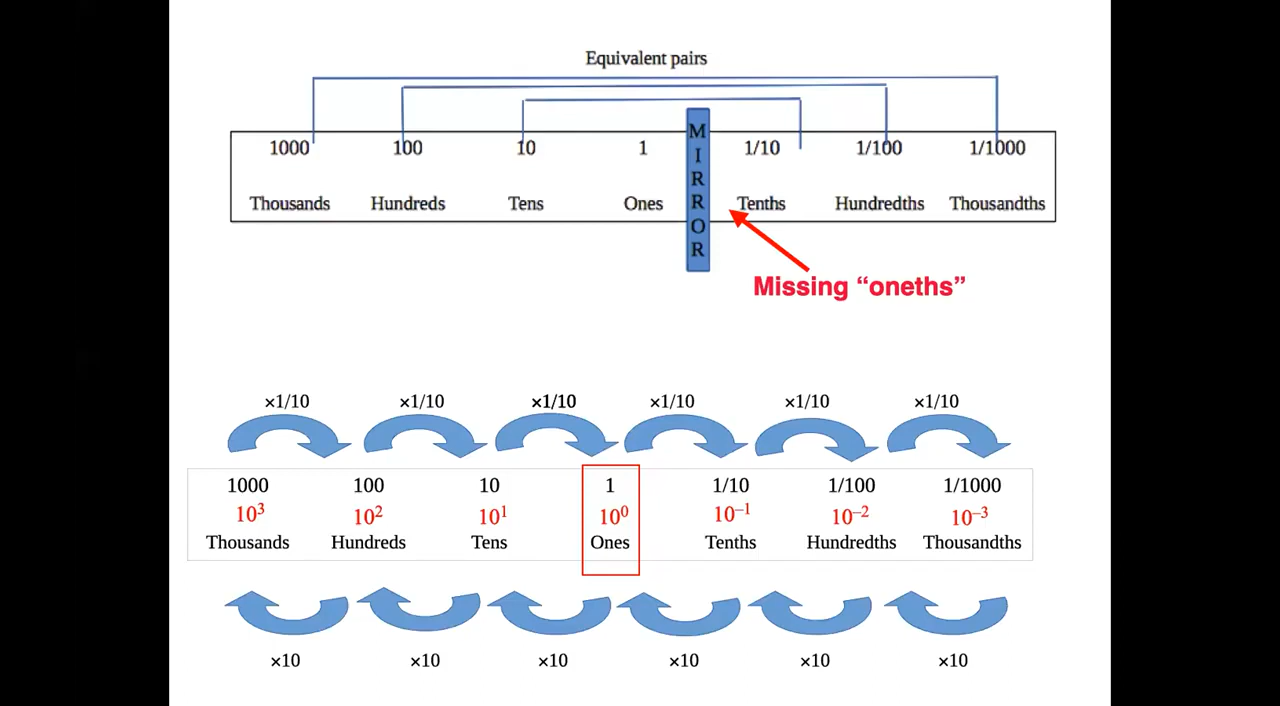 Equivalent pairs
1000 100 10 1 1/10 1/100 1/1000
Thousands Hundreds Tens Ones Tenths Hundredths Thousandths
MIRROR
Missing “oneths”
×1/10 ×1/10 ×1/10 ×1/10 ×1/10 ×1/10
1000 100 10 1 1/10 1/100 1/1000
10³ 10² 10¹ 10⁰ 10⁻¹ 10⁻² 10⁻³
Thousands Hundreds Tens Ones Tenths Hundredths Thousandths
×10 ×10 ×10 ×10 ×10 ×10